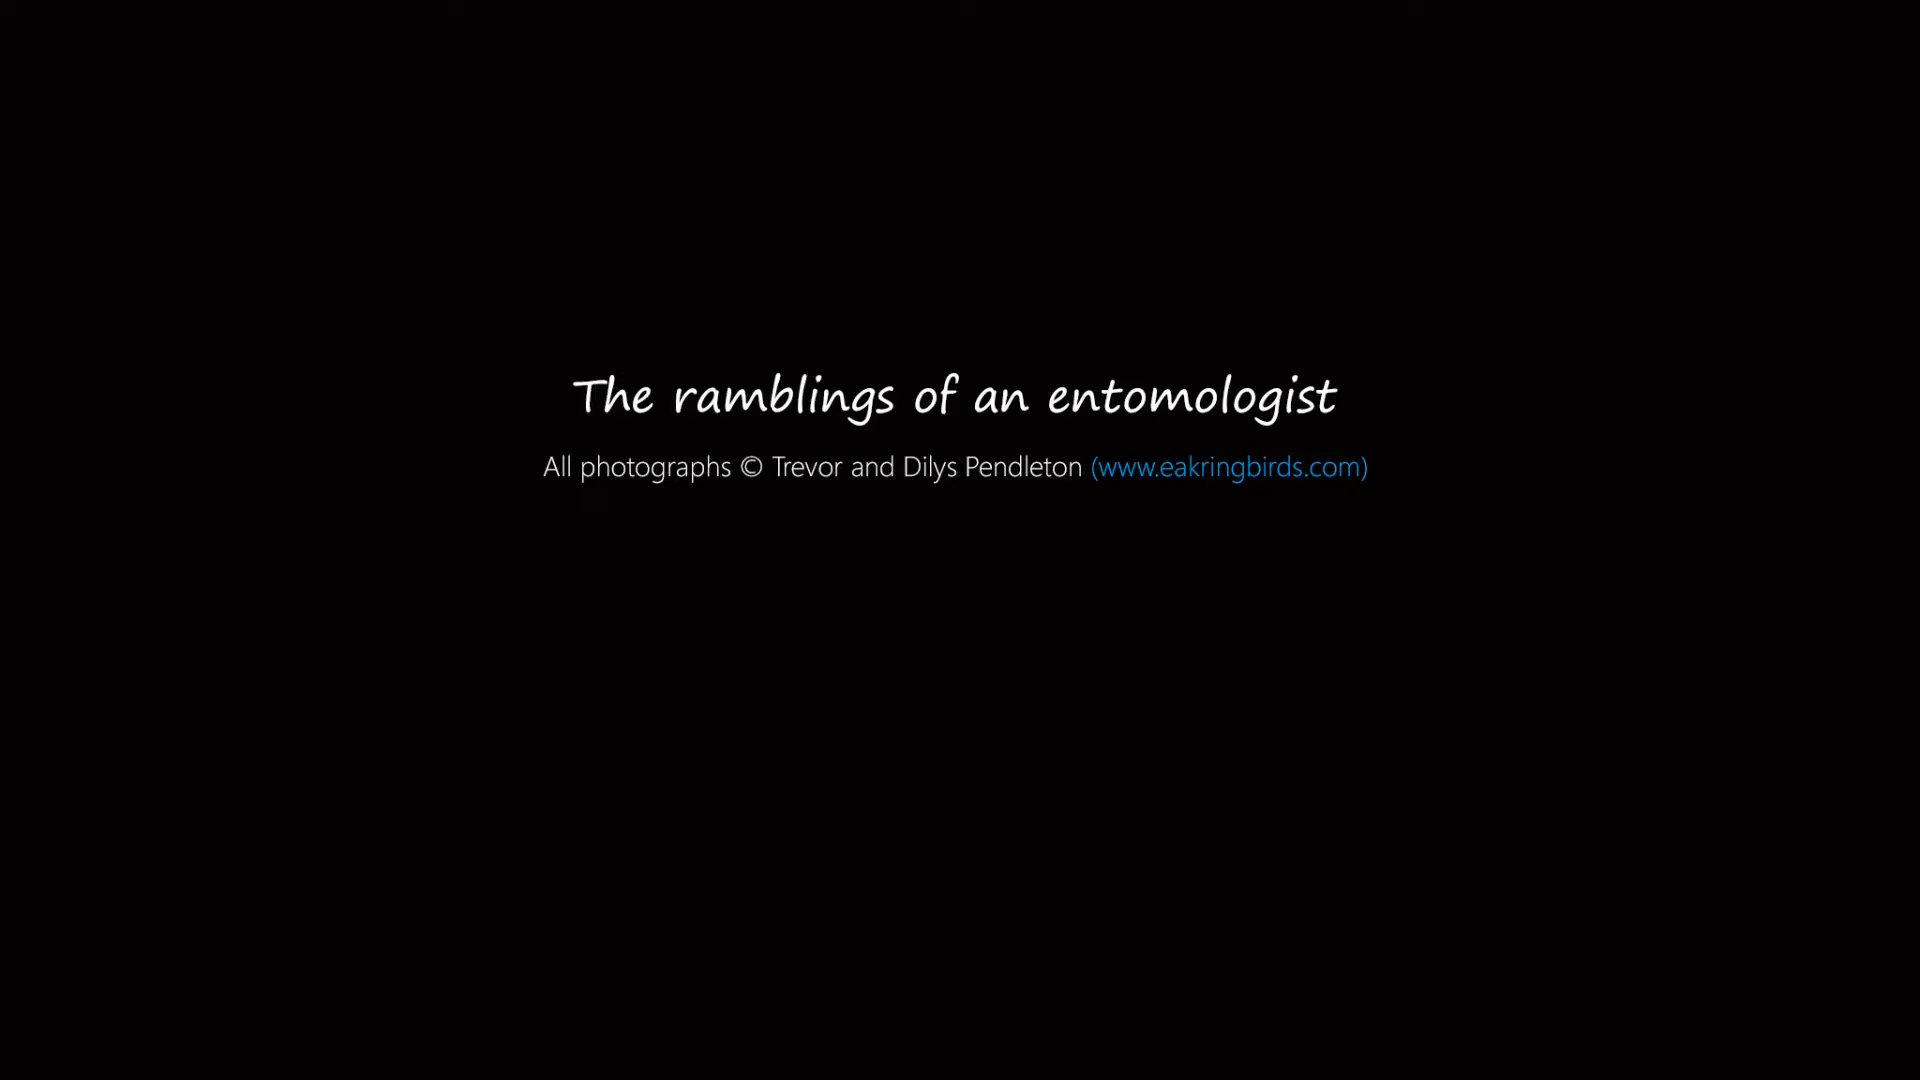 The ramblings of an entomologist
All photographs © Trevor and Dilys Pendleton (www.eakringbirds.com)